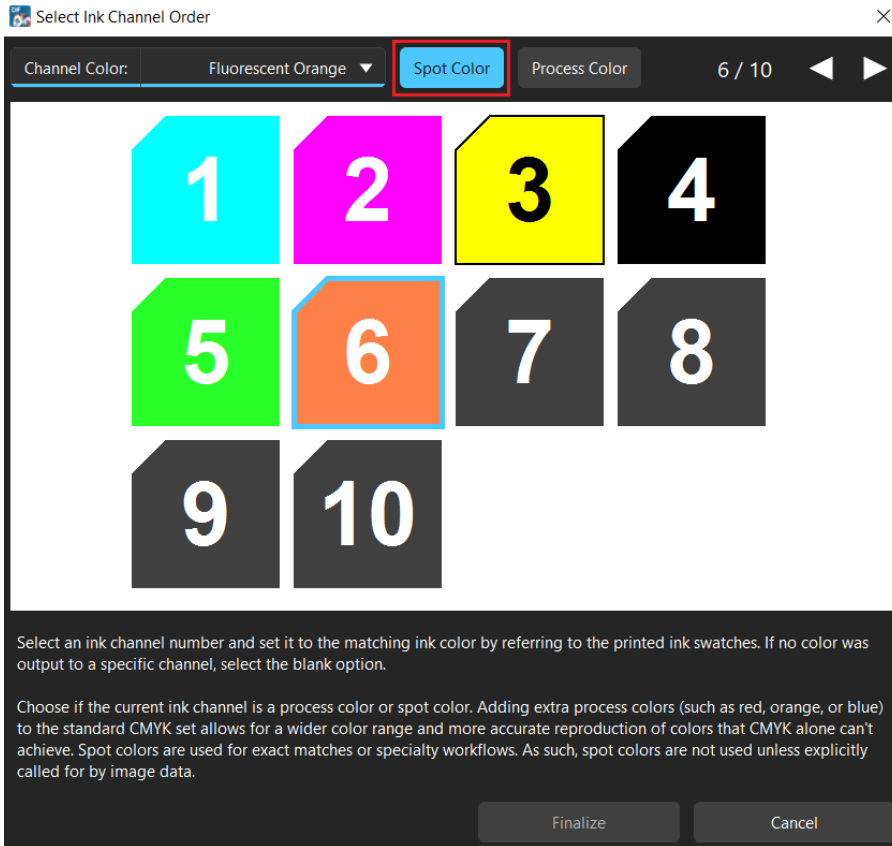 Select Ink Channel Order
Channel Color: Fluorescent Orange Spot Color Process Color 6 / 10
1 2 3 4
5 6 7 8
9 10
Select an ink channel number and set it to the matching ink color by referring to the printed ink swatches. If no color was
output to a specific channel, select the blank option.
Choose if the current ink channel is a process color or spot color. Adding extra process colors (such as red, orange, or blue)
to the standard CMYK set allows for a wider color range and more accurate reproduction of colors that CMYK alone can't
achieve. Spot colors are used for exact matches or specialty workflows. As such, spot colors are not used unless explicitly
called for by image data.
Finalize Cancel